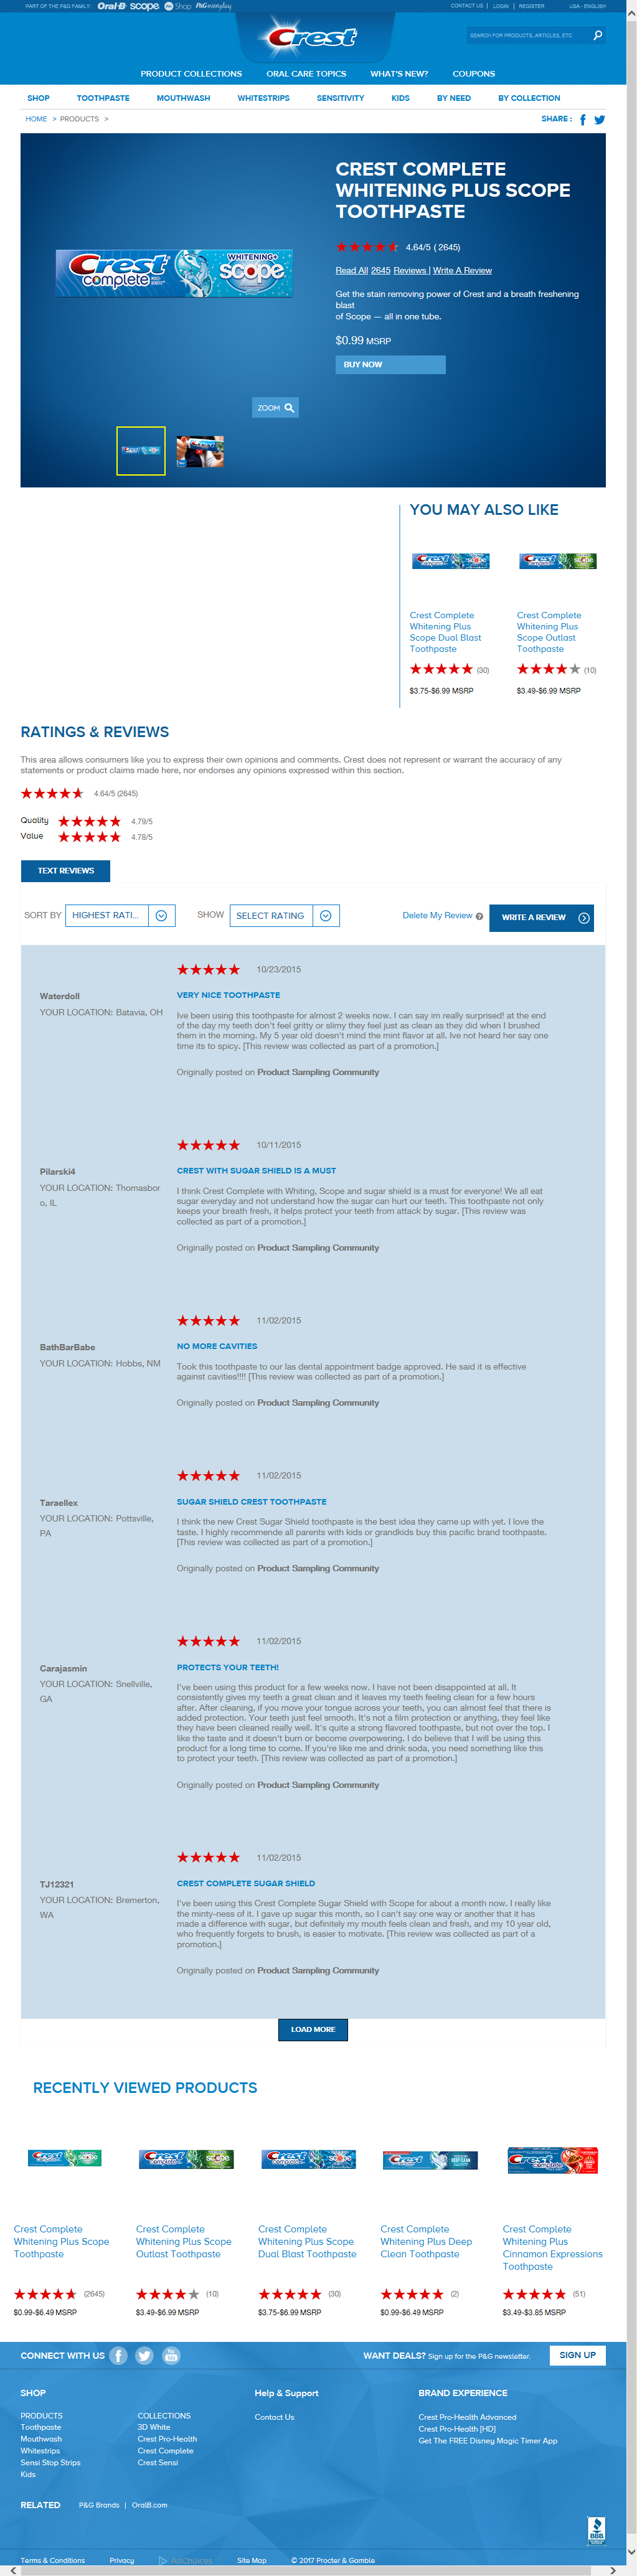 PART OF THE P&G FAMILY: Oral-B scope Shop P&G everyday CONTACT US | LOGIN | REGISTER USA - ENGLISH
Crest
SEARCH FOR PRODUCTS, ARTICLES, ETC
PRODUCT COLLECTIONS ORAL CARE TOPICS WHAT'S NEW? COUPONS
SHOP TOOTHPASTE MOUTHWASH WHITESTRIPS SENSITIVITY KIDS BY NEED BY COLLECTION
HOME > PRODUCTS > SHARE :
CREST COMPLETE
WHITENING PLUS SCOPE
TOOTHPASTE
Crest complete WHITENING+ scope
4.64/5 ( 2645)
Read All 2645 Reviews | Write A Review
Get the stain removing power of Crest and a breath freshening
blast
of Scope — all in one tube.
$0.99 MSRP
BUY NOW
ZOOM
YOU MAY ALSO LIKE
Crest Complete
Whitening Plus
Scope Dual Blast
Toothpaste
(30)
$3.75-$6.99 MSRP
Crest Complete
Whitening Plus
Scope Outlast
Toothpaste
(10)
$3.49-$6.99 MSRP
RATINGS & REVIEWS
This area allows consumers like you to express their own opinions and comments. Crest does not represent or warrant the accuracy of any
statements or product claims made here, nor endorses any opinions expressed within this section.
4.64/5 (2645)
Quality 4.79/5
Value 4.78/5
TEXT REVIEWS
SORT BY HIGHEST RATI... SHOW SELECT RATING Delete My Review ? WRITE A REVIEW
10/23/2015
Waterdoll
YOUR LOCATION: Batavia, OH
VERY NICE TOOTHPASTE
Ive been using this toothpaste for almost 2 weeks now. I can say im really surprised! at the end
of the day my teeth don't feel gritty or slimy they feel just as clean as they did when I brushed
them in the morning. My 5 year old doesn't mind the mint flavor at all. Ive not heard her say one
time its to spicy. [This review was collected as part of a promotion.]
Originally posted on Product Sampling Community
10/11/2015
Pilarski4
YOUR LOCATION: Thomasbor
o, IL
CREST WITH SUGAR SHIELD IS A MUST
I think Crest Complete with Whiting, Scope and sugar shield is a must for everyone! We all eat
sugar everyday and not understand how the sugar can hurt our teeth. This toothpaste not only
keeps your breath fresh, it helps protect your teeth from attack by sugar. [This review was
collected as part of a promotion.]
Originally posted on Product Sampling Community
11/02/2015
BathBarBabe
YOUR LOCATION: Hobbs, NM
NO MORE CAVITIES
Took this toothpaste to our las dental appointment badge approved. He said it is effective
against cavities!!!! [This review was collected as part of a promotion.]
Originally posted on Product Sampling Community
11/02/2015
Taraellex
YOUR LOCATION: Pottsville,
PA
SUGAR SHIELD CREST TOOTHPASTE
I think the new Crest Sugar Shield toothpaste is the best idea they came up with yet. I love the
taste. I highly recommende all parents with kids or grandkids buy this pacific brand toothpaste.
[This review was collected as part of a promotion.]
Originally posted on Product Sampling Community
11/02/2015
Carajasmin
YOUR LOCATION: Snellville,
GA
PROTECTS YOUR TEETH!
I've been using this product for a few weeks now. I have not been disappointed at all. It
consistently gives my teeth a great clean and it leaves my teeth feeling clean for a few hours
after. After cleaning, if you move your tongue across your teeth, you can almost feel that there is
added protection. Your teeth just feel smooth. It's not a film protection or anything, they feel like
they have been cleaned really well. It's quite a strong flavored toothpaste, but not over the top. I
like the taste and it doesn't burn or become overpowering. I do believe that I will be using this
product for a long time to come. If you're like me and drink soda, you need something like this
to protect your teeth. [This review was collected as part of a promotion.]
Originally posted on Product Sampling Community
11/02/2015
TJ12321
YOUR LOCATION: Bremerton,
WA
CREST COMPLETE SUGAR SHIELD
I've been using this Crest Complete Sugar Shield with Scope for about a month now. I really like
the minty-ness of it. I gave up sugar this month, so I can't say one way or another that it has
made a difference with sugar, but definitely my mouth feels clean and fresh, and my 10 year old,
who frequently forgets to brush, is easier to motivate. [This review was collected as part of a
promotion.]
Originally posted on Product Sampling Community
LOAD MORE
RECENTLY VIEWED PRODUCTS
Crest Complete
Whitening Plus Scope
Toothpaste
(2645)
$0.99-$6.49 MSRP
Crest Complete
Whitening Plus Scope
Outlast Toothpaste
(10)
$3.49-$6.99 MSRP
Crest Complete
Whitening Plus Scope
Dual Blast Toothpaste
(30)
$3.75-$6.99 MSRP
Crest Complete
Whitening Plus Deep
Clean Toothpaste
(2)
$0.99-$6.49 MSRP
Crest Complete
Whitening Plus
Cinnamon Expressions
Toothpaste
(51)
$3.49-$3.85 MSRP
CONNECT WITH US WANT DEALS? Sign up for the P&G newsletter. SIGN UP
SHOP
PRODUCTS
Toothpaste
Mouthwash
Whitestrips
Sensi Stop Strips
Kids
COLLECTIONS
3D White
Crest Pro-Health
Crest Complete
Crest Sensi
Help & Support
Contact Us
BRAND EXPERIENCE
Crest Pro-Health Advanced
Crest Pro-Health [HD]
Get The FREE Disney Magic Timer App
RELATED P&G Brands | OralB.com
BBB
Terms & Conditions Privacy AdChoices Site Map © 2017 Procter & Gamble